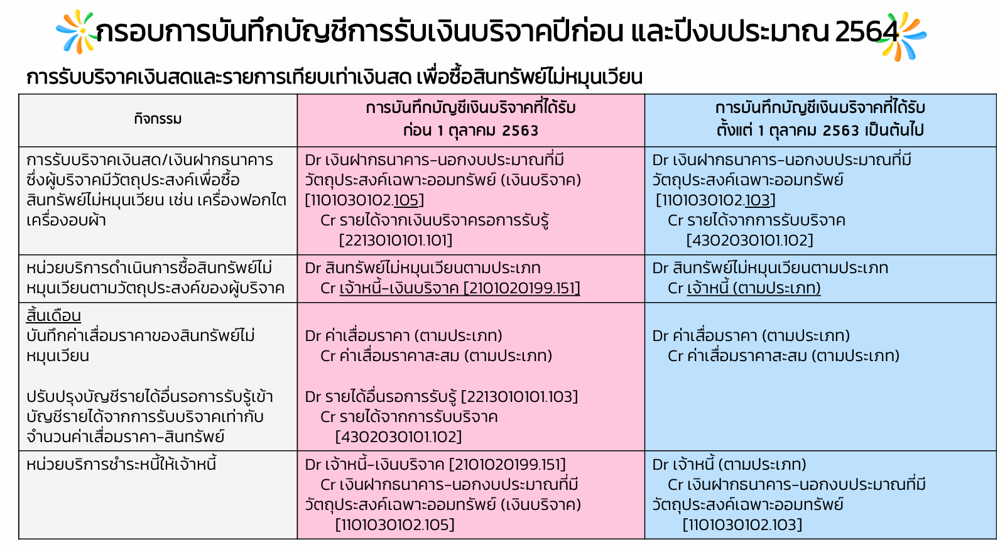 กรอบการบันทึกบัญชีการรับเงินบริจาคปีก่อน และปีงบประมาณ 2564
การรับบริจาคเงินสดและรายการเทียบเท่าเงินสด เพื่อซื้อสินทรัพย์ไม่หมุนเวียน
กิจกรรม
การบันทึกบัญชีเงินบริจาคที่ได้รับ
ก่อน 1 ตุลาคม 2563
การบันทึกบัญชีเงินบริจาคที่ได้รับ
ตั้งแต่ 1 ตุลาคม 2563 เป็นต้นไป
การรับบริจาคเงินสด/เงินฝากธนาคาร
ซึ่งผู้บริจาคมีวัตถุประสงค์เพื่อซื้อ
สินทรัพย์ไม่หมุนเวียน เช่น เครื่องฟอกไต
เครื่องอบผ้า
Dr เงินฝากธนาคาร-นอกงบประมาณที่มี
วัตถุประสงค์เฉพาะออมทรัพย์ (เงินบริจาค)
[1101030102.105]
Cr รายได้จากเงินบริจาครอการรับรู้
[2213010101.101]
Dr เงินฝากธนาคาร-นอกงบประมาณที่มี
วัตถุประสงค์เฉพาะออมทรัพย์
[1101030102.103]
Cr รายได้จากการรับบริจาค
[4302030101.102]
หน่วยบริการดำเนินการซื้อสินทรัพย์ไม่
หมุนเวียนตามวัตถุประสงค์ของผู้บริจาค
Dr สินทรัพย์ไม่หมุนเวียนตามประเภท
Cr เจ้าหนี้-เงินบริจาค [2101020199.151]
Dr สินทรัพย์ไม่หมุนเวียนตามประเภท
Cr เจ้าหนี้ (ตามประเภท)
สิ้นเดือน
บันทึกค่าเสื่อมราคาของสินทรัพย์ไม่
หมุนเวียน
ปรับปรุงบัญชีรายได้อื่นรอการรับรู้เข้า
บัญชีรายได้จากการรับบริจาคเท่ากับ
จำนวนค่าเสื่อมราคา-สินทรัพย์
Dr ค่าเสื่อมราคา (ตามประเภท)
Cr ค่าเสื่อมราคาสะสม (ตามประเภท)
Dr รายได้อื่นรอการรับรู้ [2213010101.103]
Cr รายได้จากการรับบริจาค
[4302030101.102]
Dr ค่าเสื่อมราคา (ตามประเภท)
Cr ค่าเสื่อมราคาสะสม (ตามประเภท)
หน่วยบริการชำระหนี้ให้เจ้าหนี้
Dr เจ้าหนี้-เงินบริจาค [2101020199.151]
Cr เงินฝากธนาคาร-นอกงบประมาณที่มี
วัตถุประสงค์เฉพาะออมทรัพย์ (เงินบริจาค)
[1101030102.105]
Dr เจ้าหนี้ (ตามประเภท)
Cr เงินฝากธนาคาร-นอกงบประมาณที่มี
วัตถุประสงค์เฉพาะออมทรัพย์
[1101030102.103]